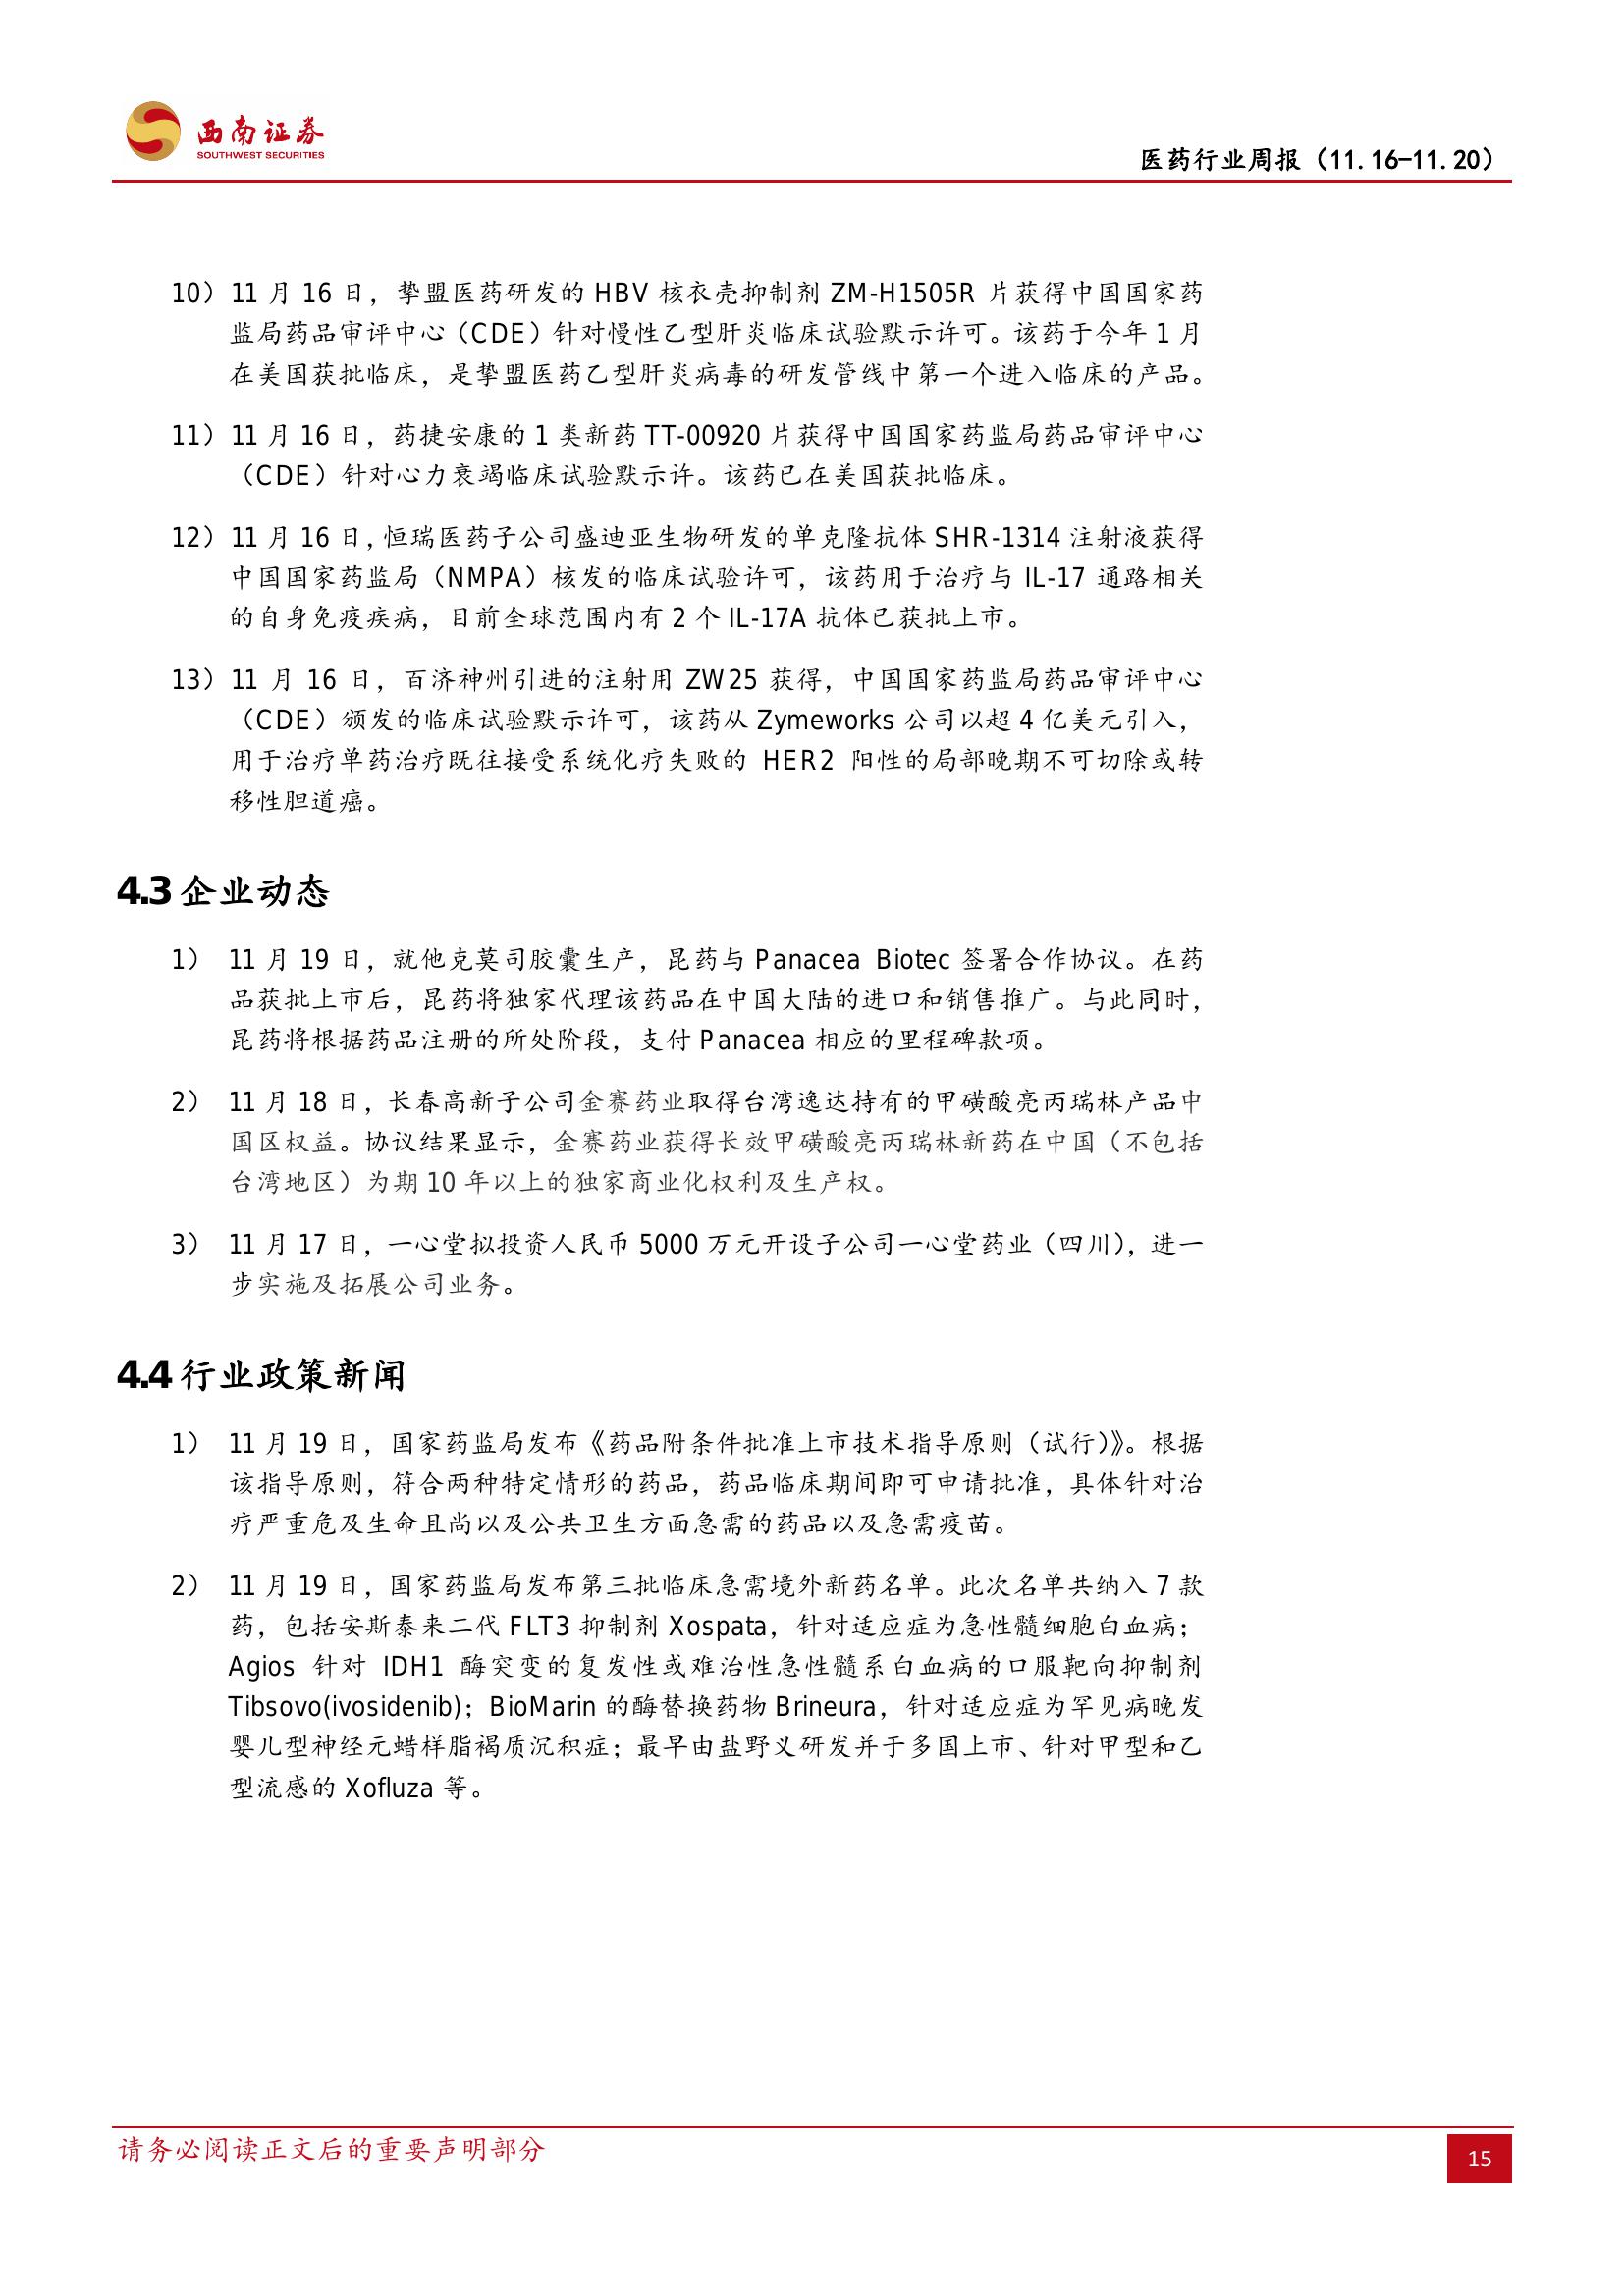 西南证券
SOUTHWEST SECURITIES
医药行业周报（11.16-11.20）
10）11 月 16 日，挚盟医药研发的 HBV 核衣壳抑制剂 ZM-H1505R 片获得中国国家药
监局药品审评中心（CDE）针对慢性乙型肝炎临床试验默示许可。该药于今年 1 月
在美国获批临床，是挚盟医药乙型肝炎病毒的研发管线中第一个进入临床的产品。
11）11 月 16 日，药捷安康的 1 类新药 TT-00920 片获得中国国家药监局药品审评中心
（CDE）针对心力衰竭临床试验默示许。该药已在美国获批临床。
12）11 月 16 日，恒瑞医药子公司盛迪亚生物研发的单克隆抗体 SHR-1314 注射液获得
中国国家药监局（NMPA）核发的临床试验许可，该药用于治疗与 IL-17 通路相关
的自身免疫疾病，目前全球范围内有 2 个 IL-17A 抗体已获批上市。
13）11 月 16 日，百济神州引进的注射用 ZW25 获得，中国国家药监局药品审评中心
（CDE）颁发的临床试验默示许可，该药从 Zymeworks 公司以超 4 亿美元引入，
用于治疗单药治疗既往接受系统化疗失败的 HER2 阳性的局部晚期不可切除或转
移性胆道癌。
4.3 企业动态
1） 11 月 19 日，就他克莫司胶囊生产，昆药与 Panacea Biotec 签署合作协议。在药
品获批上市后，昆药将独家代理该药品在中国大陆的进口和销售推广。与此同时，
昆药将根据药品注册的所处阶段，支付 Panacea 相应的里程碑款项。
2） 11 月 18 日，长春高新子公司金赛药业取得台湾逸达持有的甲磺酸亮丙瑞林产品中
国区权益。协议结果显示，金赛药业获得长效甲磺酸亮丙瑞林新药在中国（不包括
台湾地区）为期 10 年以上的独家商业化权利及生产权。
3） 11 月 17 日，一心堂拟投资人民币 5000 万元开设子公司一心堂药业（四川），进一
步实施及拓展公司业务。
4.4 行业政策新闻
1） 11 月 19 日，国家药监局发布《药品附条件批准上市技术指导原则（试行）》。根据
该指导原则，符合两种特定情形的药品，药品临床期间即可申请批准，具体针对治
疗严重危及生命且尚以及公共卫生方面急需的药品以及急需疫苗。
2） 11 月 19 日，国家药监局发布第三批临床急需境外新药名单。此次名单共纳入 7 款
药，包括安斯泰来二代 FLT3 抑制剂 Xospata，针对适应症为急性髓细胞白血病；
Agios 针对 IDH1 酶突变的复发性或难治性急性髓系白血病的口服靶向抑制剂
Tibsovo(ivosidenib)；BioMarin 的酶替换药物 Brineura，针对适应症为罕见病晚发
婴儿型神经元蜡样脂褐质沉积症；最早由盐野义研发并于多国上市、针对甲型和乙
型流感的 Xofluza 等。
请务必阅读正文后的重要声明部分
15